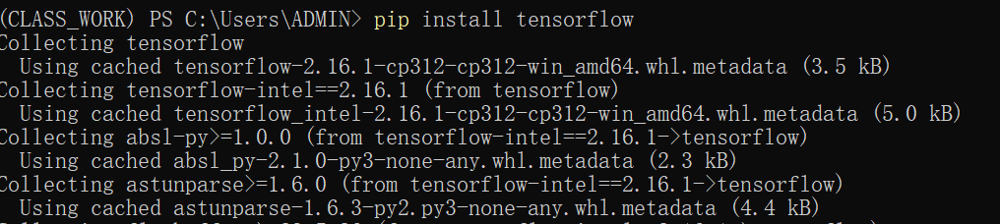 (CLASS_WORK) PS C:\Users\ADMIN> pip install tensorflow
Collecting tensorflow
Using cached tensorflow-2.16.1-cp312-cp312-win_amd64.whl.metadata (3.5 kB)
Collecting tensorflow-intel==2.16.1 (from tensorflow)
Using cached tensorflow_intel-2.16.1-cp312-cp312-win_amd64.whl.metadata (5.0 kB)
Collecting absl-py>=1.0.0 (from tensorflow-intel==2.16.1->tensorflow)
Using cached absl_py-2.1.0-py3-none-any.whl.metadata (2.3 kB)
Collecting astunparse>=1.6.0 (from tensorflow-intel==2.16.1->tensorflow)
Using cached astunparse-1.6.3-py2.py3-none-any.whl.metadata (4.4 kB)